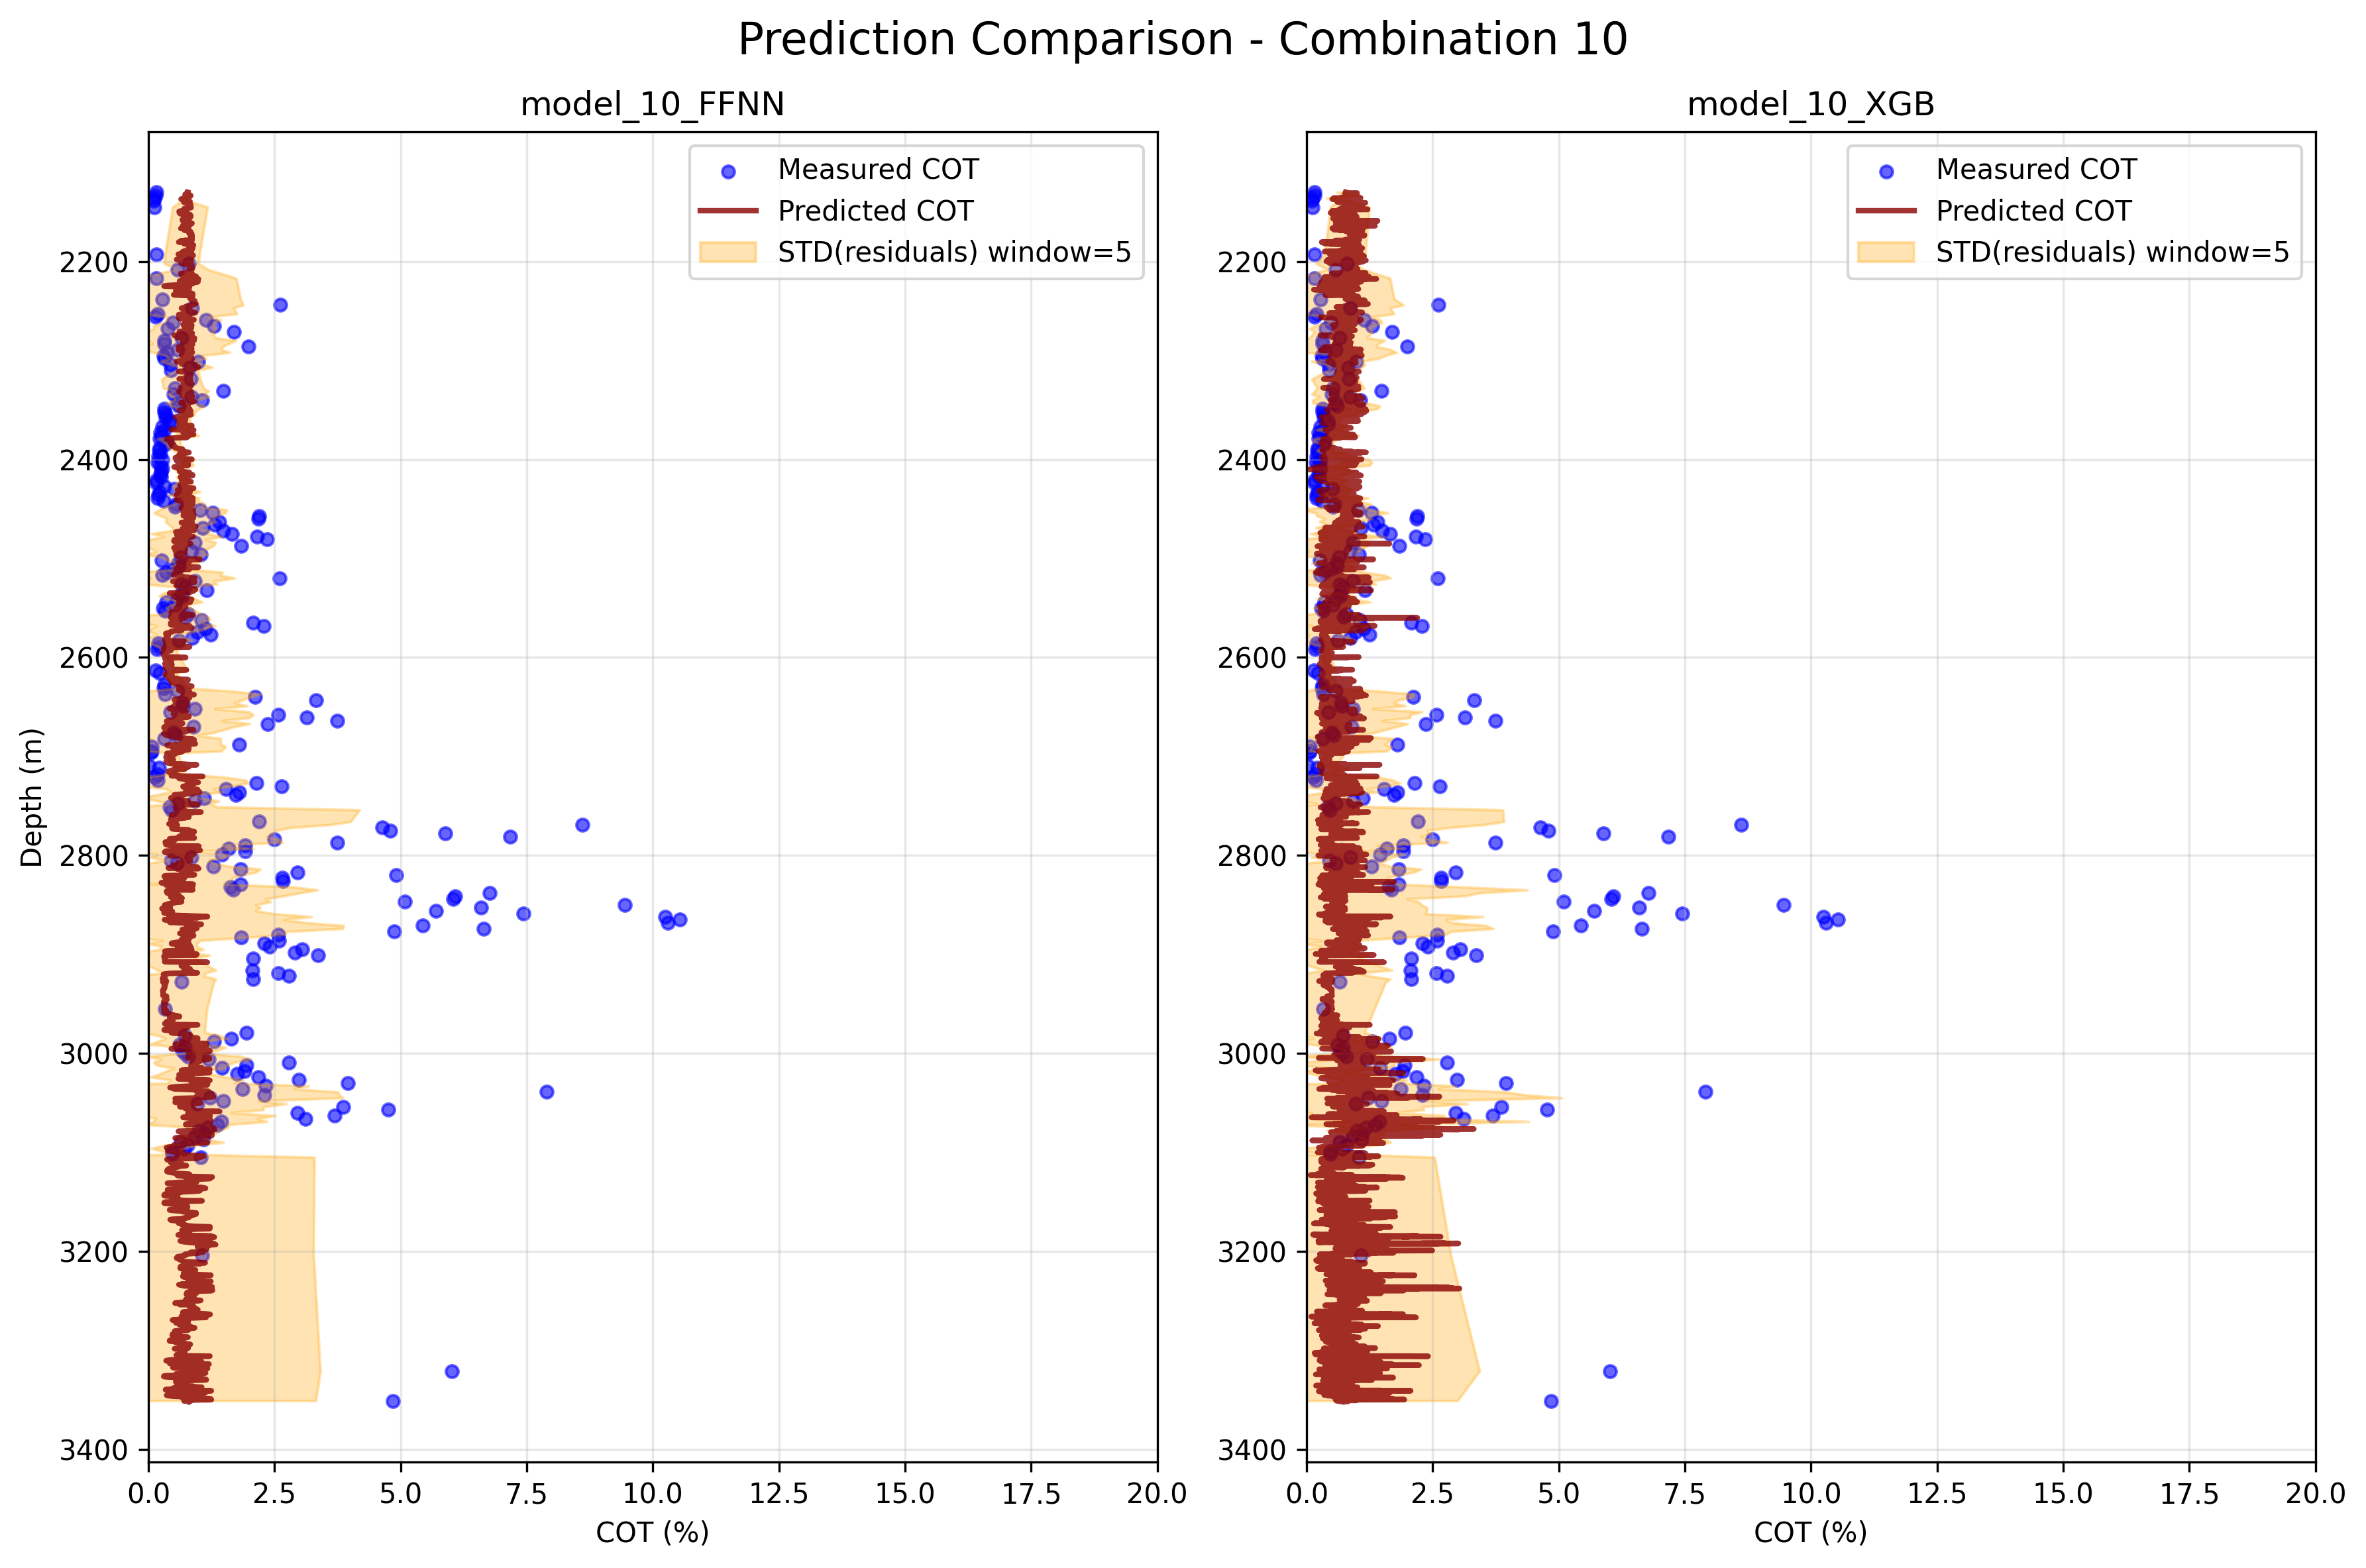 Prediction Comparison - Combination 10
model_10_FFNN
Measured COT
Predicted COT
STD(residuals) window=5
2200
2400
2600
2800
3000
3200
3400
Depth (m)
0.0 2.5 5.0 7.5 10.0 12.5 15.0 17.5 20.0
COT (%)
model_10_XGB
Measured COT
Predicted COT
STD(residuals) window=5
2200
2400
2600
2800
3000
3200
3400
0.0 2.5 5.0 7.5 10.0 12.5 15.0 17.5 20.0
COT (%)